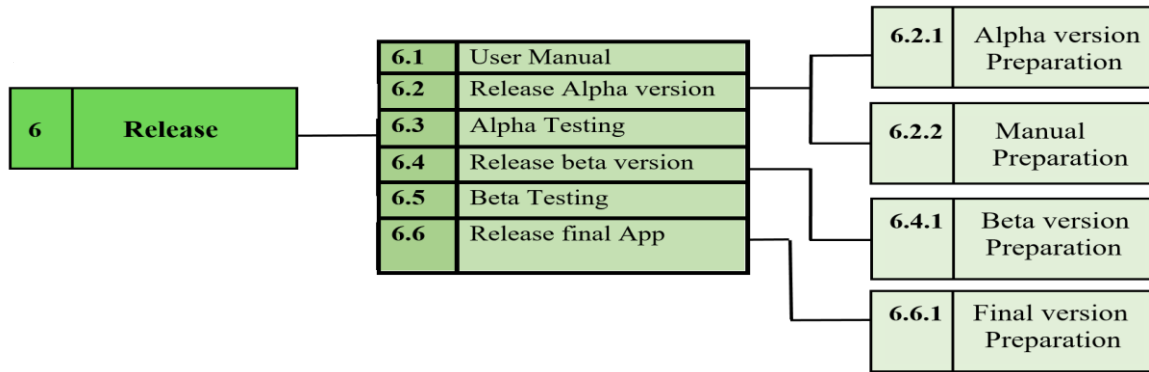 6 Release
6.1 User Manual
6.2 Release Alpha version
6.3 Alpha Testing
6.4 Release beta version
6.5 Beta Testing
6.6 Release final App
6.2.1 Alpha version
Preparation
6.2.2 Manual
Preparation
6.4.1 Beta version
Preparation
6.6.1 Final version
Preparation